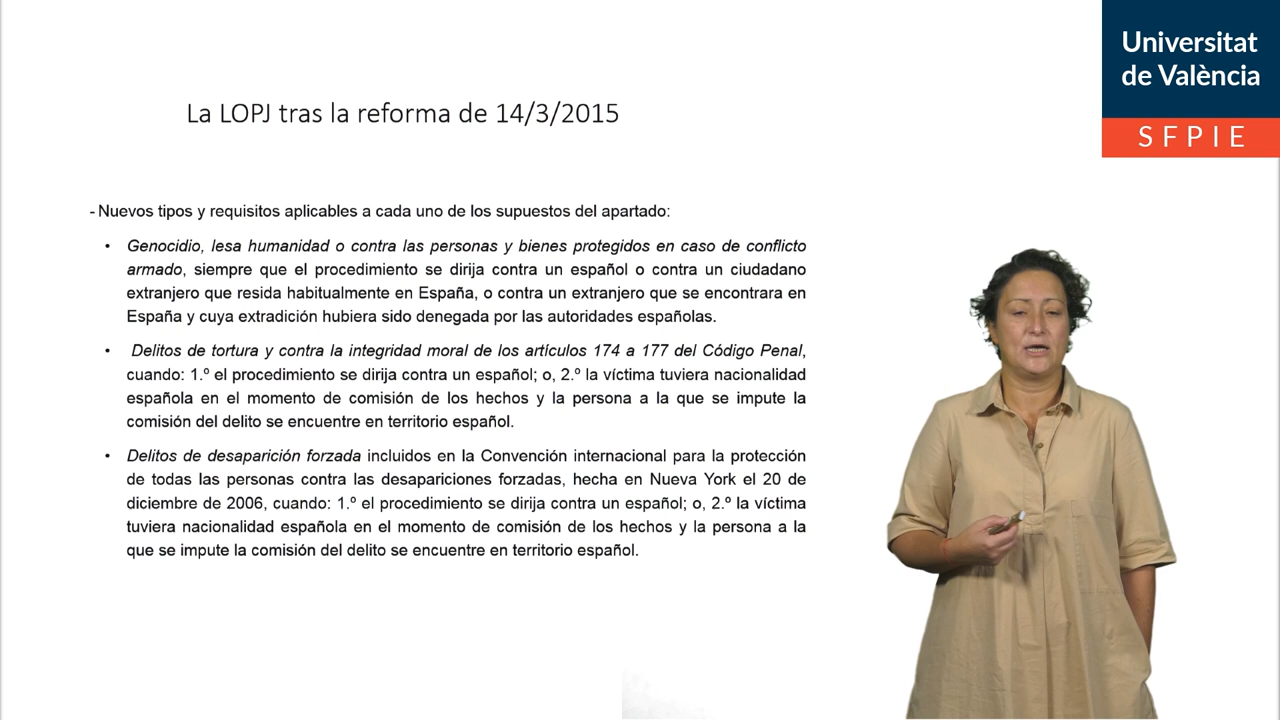 Universitat
de València
SFPIE
La LOPJ tras la reforma de 14/3/2015
- Nuevos tipos y requisitos aplicables a cada uno de los supuestos del apartado:
• Genocidio, lesa humanidad o contra las personas y bienes protegidos en caso de conflicto
armado, siempre que el procedimiento se dirija contra un español o contra un ciudadano
extranjero que resida habitualmente en España, o contra un extranjero que se encontrara en
España y cuya extradición hubiera sido denegada por las autoridades españolas.
• Delitos de tortura y contra la integridad moral de los artículos 174 a 177 del Código Penal,
cuando: 1.º el procedimiento se dirija contra un español; o, 2.º la víctima tuviera nacionalidad
española en el momento de comisión de los hechos y la persona a la que se impute la
comisión del delito se encuentre en territorio español.
• Delitos de desaparición forzada incluidos en la Convención internacional para la protección
de todas las personas contra las desapariciones forzadas, hecha en Nueva York el 20 de
diciembre de 2006, cuando: 1.º el procedimiento se dirija contra un español; o, 2.º la víctima
tuviera nacionalidad española en el momento de comisión de los hechos y la persona a la
que se impute la comisión del delito se encuentre en territorio español.